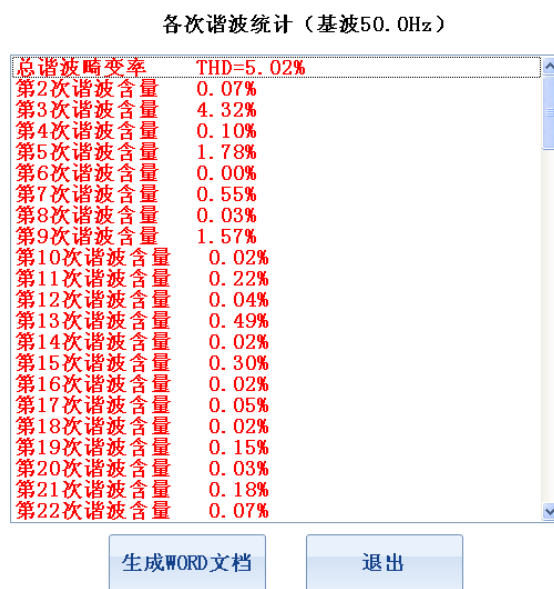 各次谐波统计（基波50.0Hz）
总谐波畸变率 THD=5.02%
第2次谐波含量 0.07%
第3次谐波含量 4.32%
第4次谐波含量 0.10%
第5次谐波含量 1.78%
第6次谐波含量 0.00%
第7次谐波含量 0.55%
第8次谐波含量 0.03%
第9次谐波含量 1.57%
第10次谐波含量 0.02%
第11次谐波含量 0.22%
第12次谐波含量 0.04%
第13次谐波含量 0.49%
第14次谐波含量 0.02%
第15次谐波含量 0.30%
第16次谐波含量 0.02%
第17次谐波含量 0.05%
第18次谐波含量 0.02%
第19次谐波含量 0.15%
第20次谐波含量 0.03%
第21次谐波含量 0.18%
第22次谐波含量 0.07%
生成WORD文档 退出